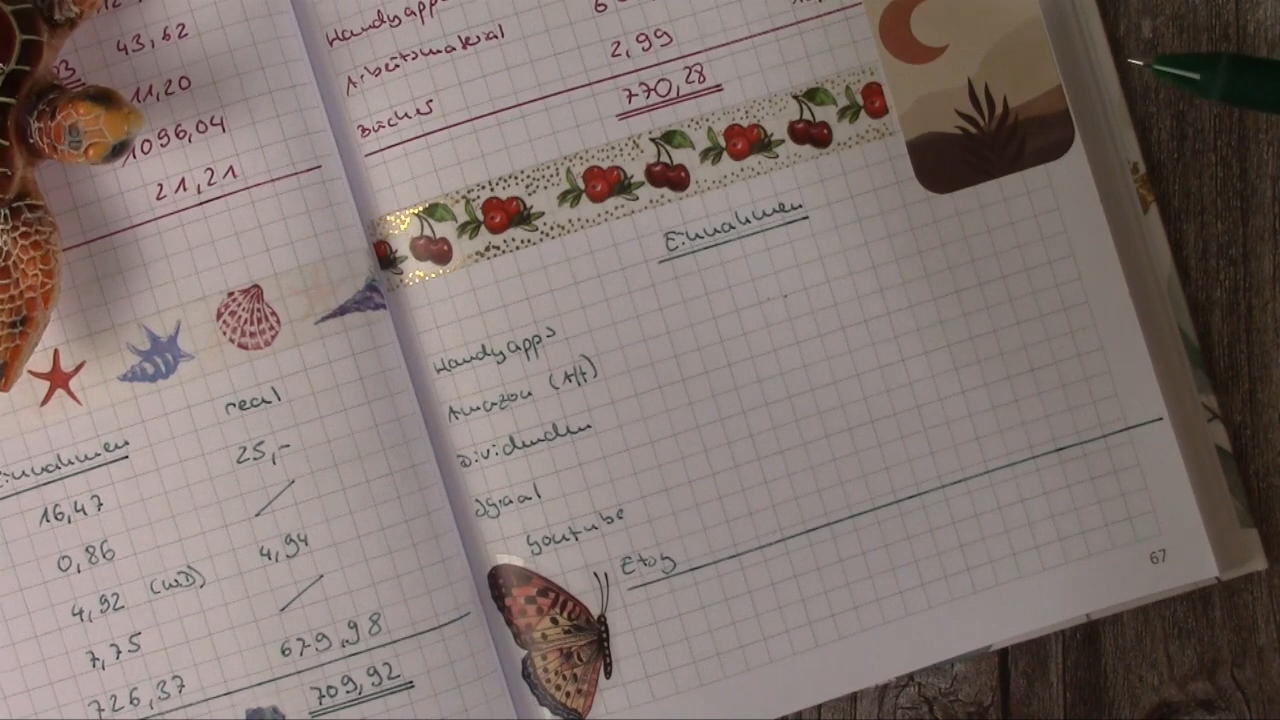 43,62
11,20
1096,04
21,21
Einnahmen real
16,47 25,-
0,86
4,92 (WD) 4,94
7,75
726,37 679,98
709,92
Handyapps
Arbeitsmaterial
Bücher 2,99
770,28
Einnahmen
Handyapps
Amazon (Aff)
Dividenden
Igraal
Youtube
Etsy
67